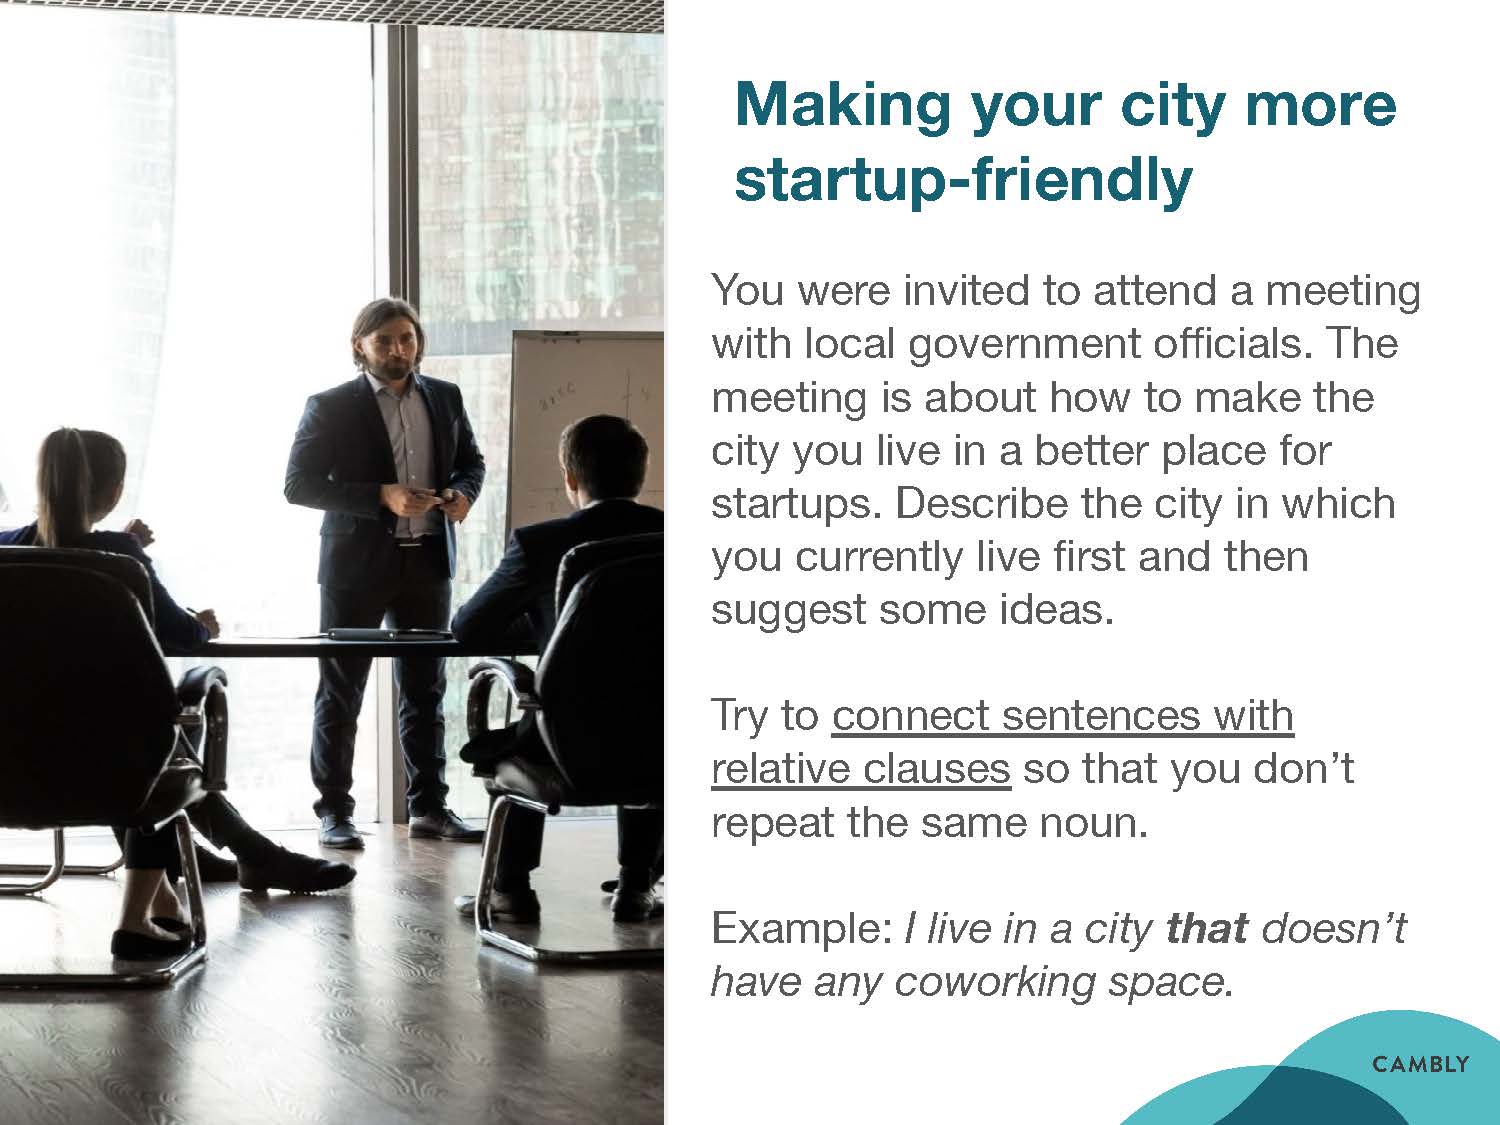 Making your city more
startup-friendly
You were invited to attend a meeting
with local government officials. The
meeting is about how to make the
city you live in a better place for
startups. Describe the city in which
you currently live first and then
suggest some ideas.
Try to connect sentences with
relative clauses so that you don’t
repeat the same noun.
Example: I live in a city that doesn’t
have any coworking space.
CAMBLY